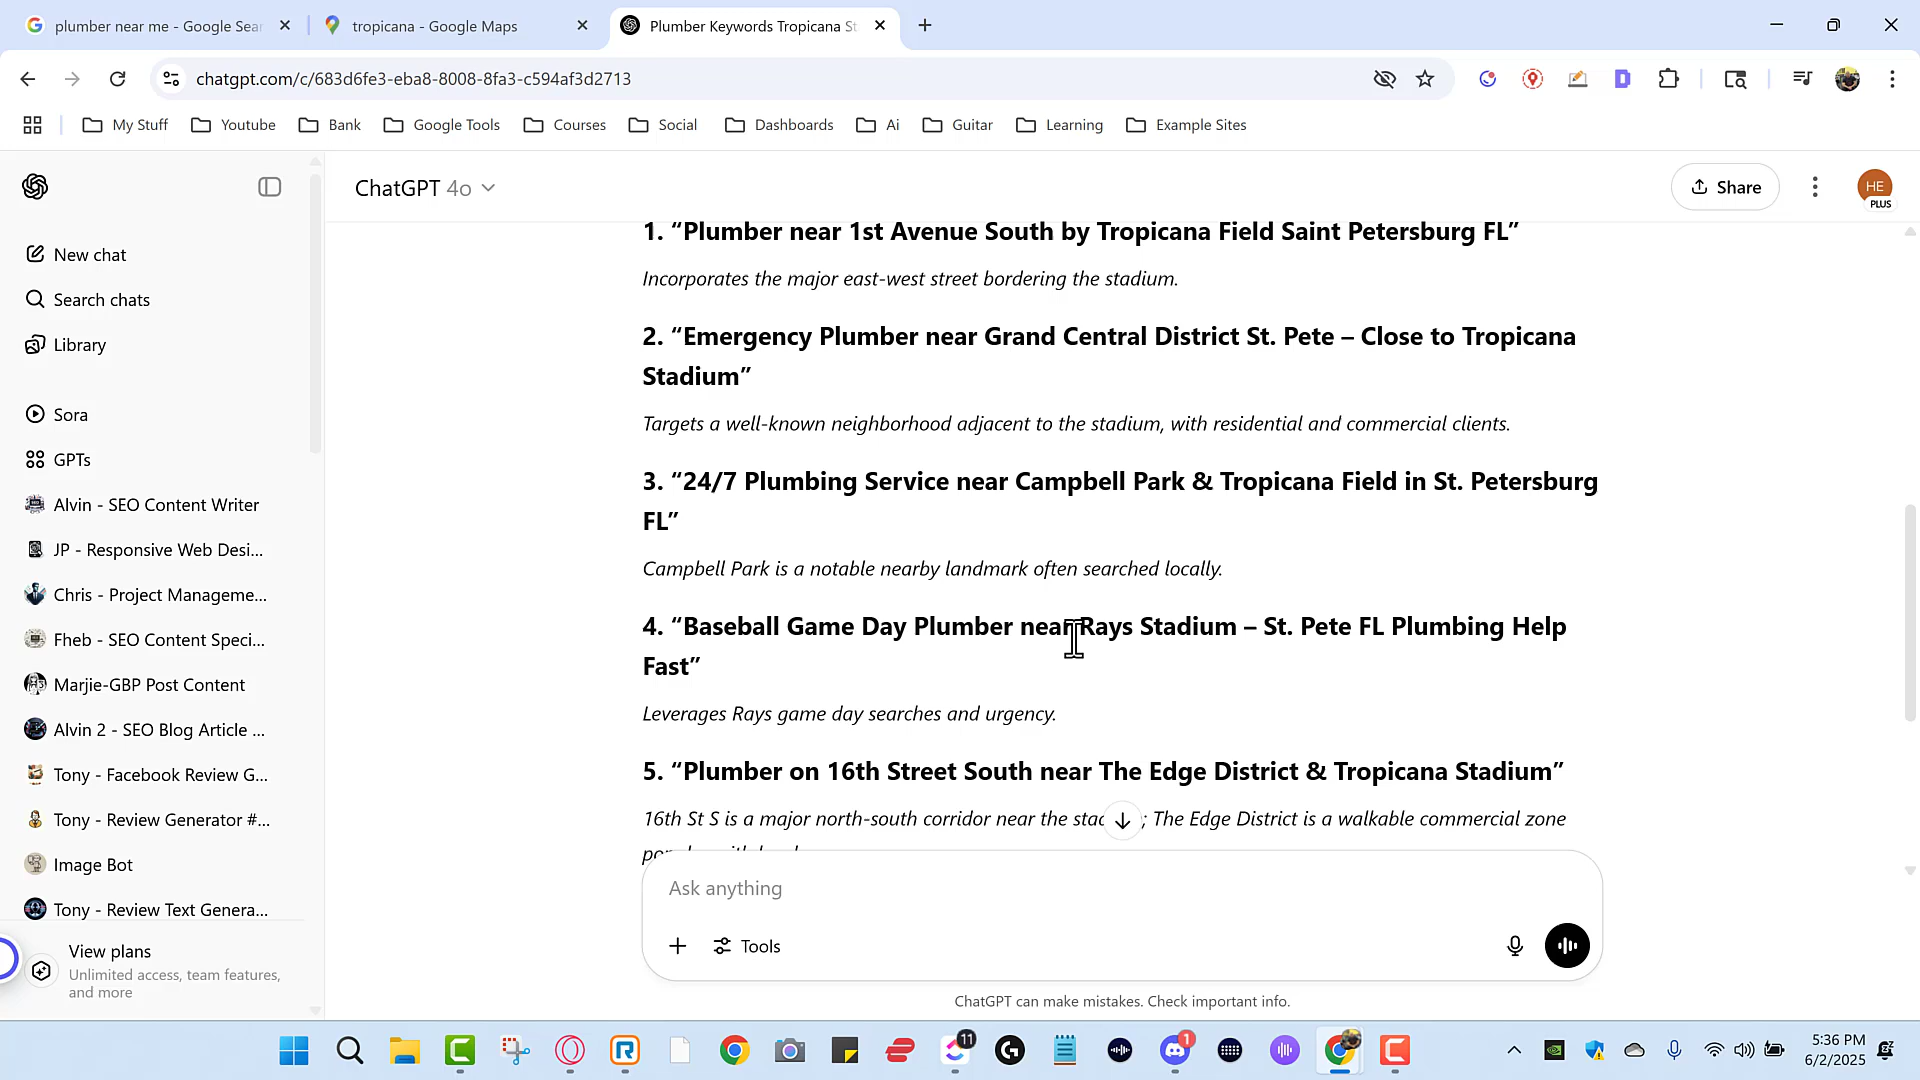 plumber near me - Google Sear
tropicana - Google Maps
Plumber Keywords Tropicana St
chatgpt.com/c/683d6fe3-eba8-8008-8fa3-c594af3d2713
My Stuff
Youtube
Bank
Google Tools
Courses
Social
Dashboards
Ai
Guitar
Learning
Example Sites
ChatGPT 4o
Share
HE
PLUS
New chat
Search chats
Library
Sora
GPTs
Alvin - SEO Content Writer
JP - Responsive Web Desi...
Chris - Project Manageme...
Fheb - SEO Content Speci...
Marjie-GBP Post Content
Alvin 2 - SEO Blog Article ...
Tony - Facebook Review G...
Tony - Review Generator #...
Image Bot
Tony - Review Text Genera...
View plans
Unlimited access, team features,
and more
1. “Plumber near 1st Avenue South by Tropicana Field Saint Petersburg FL”
Incorporates the major east-west street bordering the stadium.
2. “Emergency Plumber near Grand Central District St. Pete – Close to Tropicana
Stadium”
Targets a well-known neighborhood adjacent to the stadium, with residential and commercial clients.
3. “24/7 Plumbing Service near Campbell Park & Tropicana Field in St. Petersburg
FL”
Campbell Park is a notable nearby landmark often searched locally.
4. “Baseball Game Day Plumber near Rays Stadium – St. Pete FL Plumbing Help
Fast”
Leverages Rays game day searches and urgency.
5. “Plumber on 16th Street South near The Edge District & Tropicana Stadium”
16th St S is a major north-south corridor near the stad ; The Edge District is a walkable commercial zone
Ask anything
Tools
ChatGPT can make mistakes. Check important info.
11
1
5:36 PM
6/2/2025